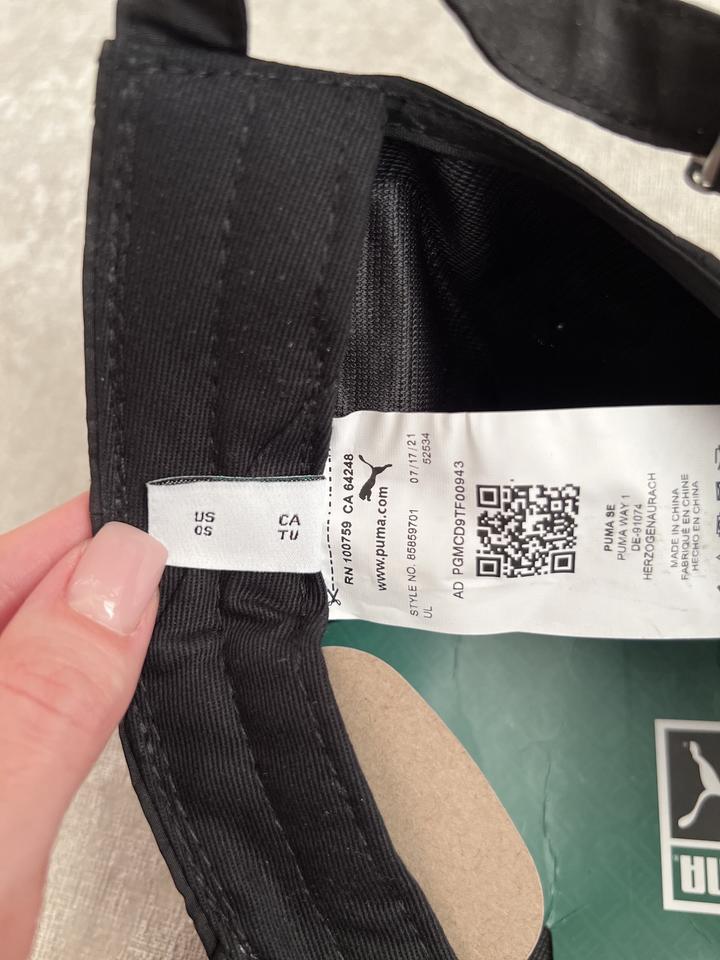 US
OS
CA
TU
RN 100759 CA 64248
www.puma.com
STYLE NO. 85859701 07/17/21
UL 52534
AD PGMCD9TF00943
PUMA SE
PUMA WAY 1
DE-91074
HERZOGENAURACH
MADE IN CHINA
FABRIQUÉ EN CHINE
HECHO EN CHINA